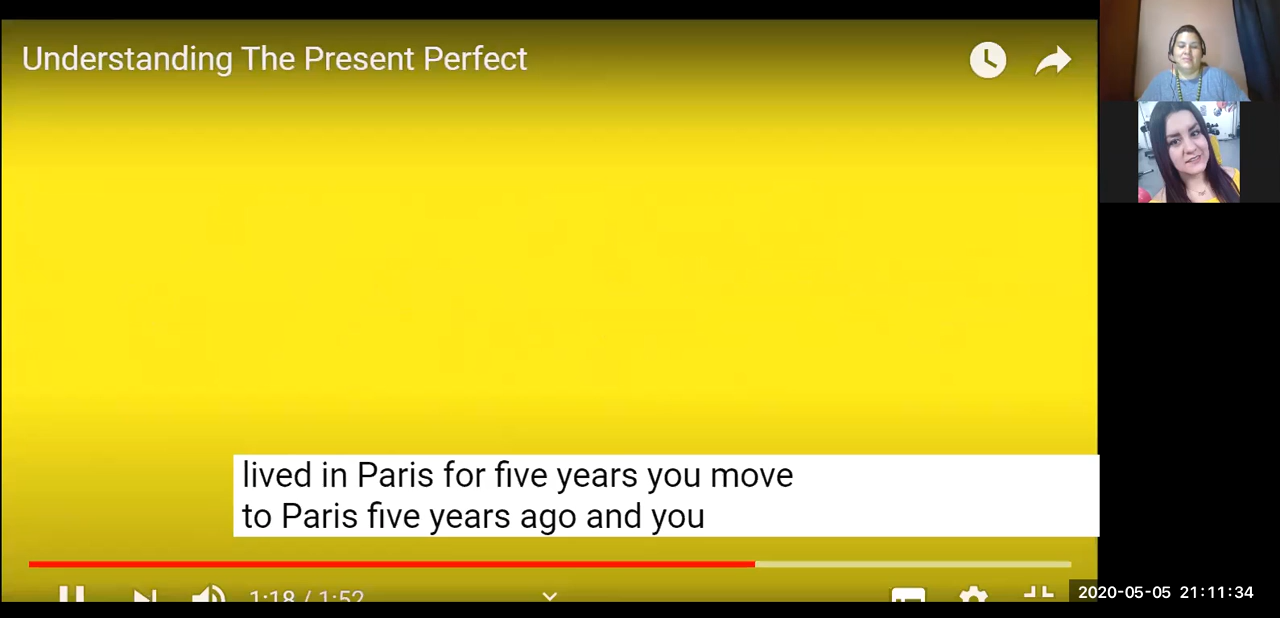 Understanding The Present Perfect
lived in Paris for five years you move
to Paris five years ago and you
1:18 / 1:52
2020-05-05 21:11:34